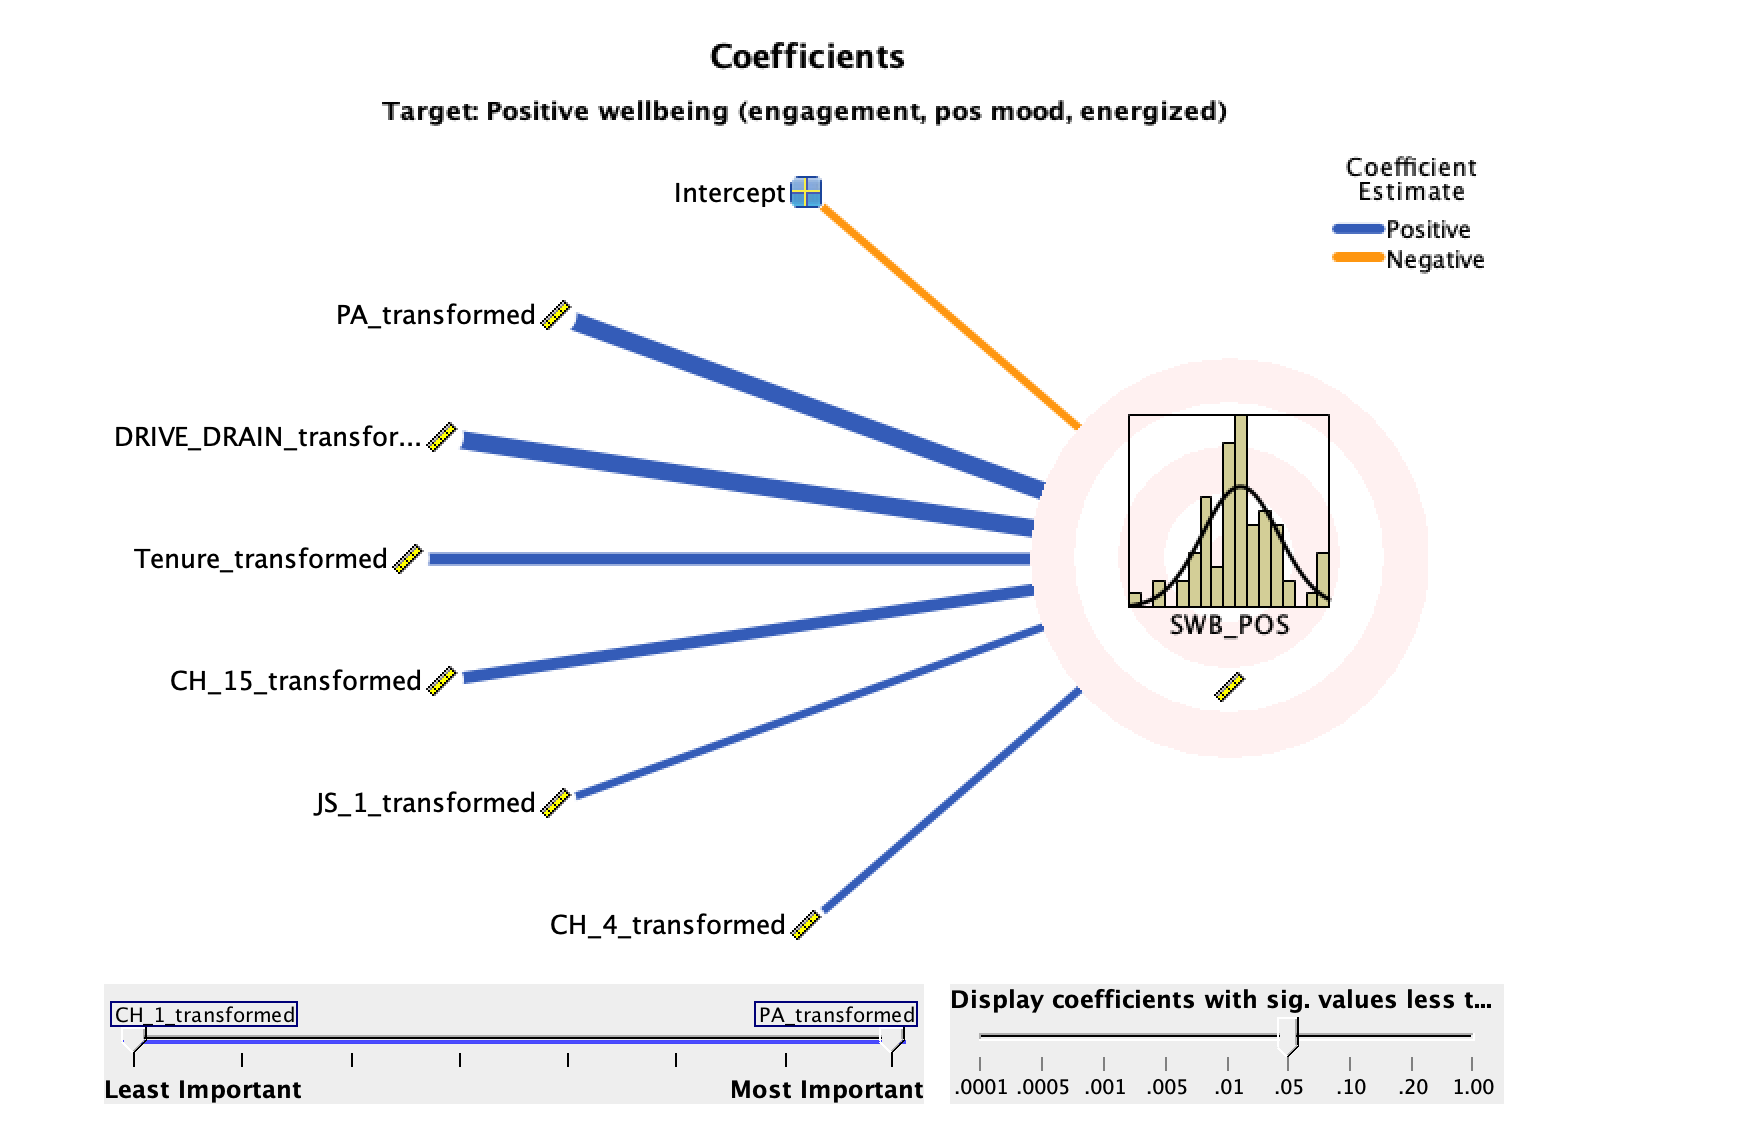 Coefficients
Target: Positive wellbeing (engagement, pos mood, energized)
Coefficient
Estimate
Positive
Negative
Intercept
PA_transformed
DRIVE_DRAIN_transfor...
Tenure_transformed
CH_15_transformed
JS_1_transformed
CH_4_transformed
SWB_POS
CH_1_transformed
PA_transformed
Least Important
Most Important
Display coefficients with sig. values less t...
.0001 .0005 .001 .005 .01 .05 .10 .20 1.00